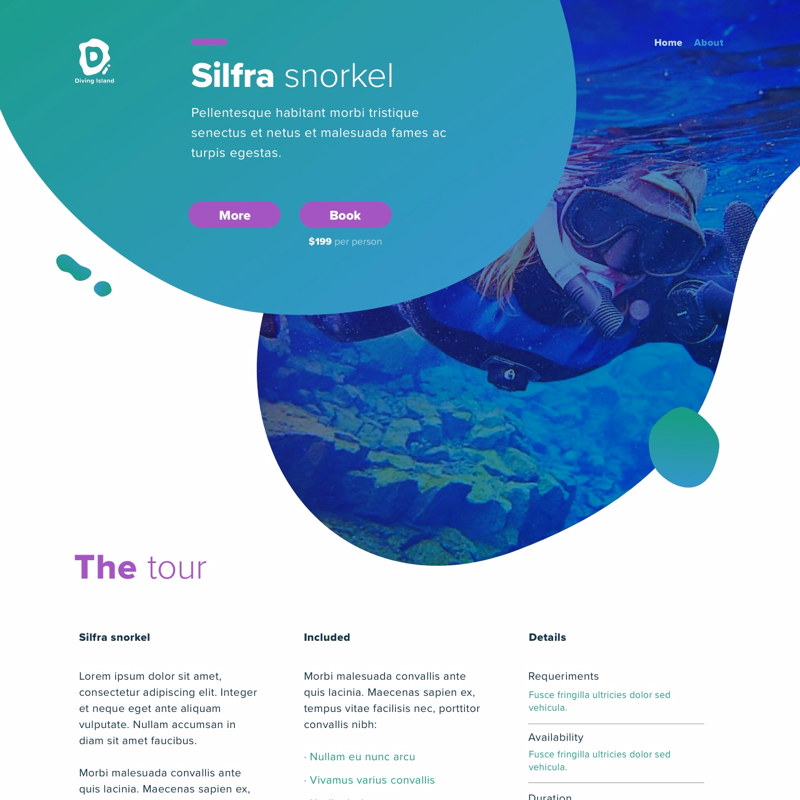 D
Diving Island
Home
About
Silfra snorkel
Pellentesque habitant morbi tristique
senectus et netus et malesuada fames ac
turpis egestas.
More
Book
$199 per person
The tour
Silfra snorkel
Lorem ipsum dolor sit amet,
consectetur adipiscing elit. Integer
et neque eget ante aliquam
vulputate. Nullam accumsan in
diam sit amet faucibus.
Morbi malesuada convallis ante
quis lacinia. Maecenas sapien ex,
Included
Morbi malesuada convallis ante
quis lacinia. Maecenas sapien ex,
tempus vitae facilisis nec, porttitor
convallis nibh:
· Nullam eu nunc arcu
· Vivamus varius convallis
Details
Requeriments
Fusce fringilla ultricies dolor sed
vehicula.
Availability
Fusce fringilla ultricies dolor sed
vehicula.
Duration